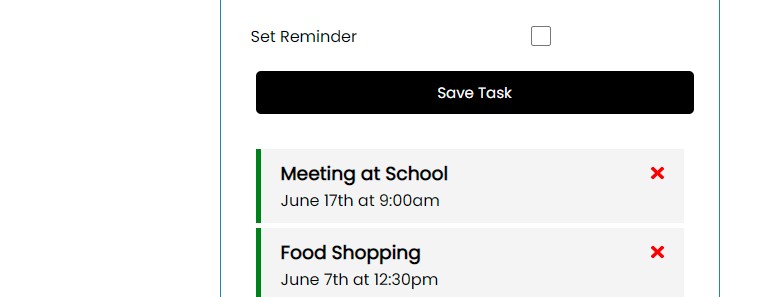 Set Reminder
Save Task
Meeting at School
June 17th at 9:00am
Food Shopping
June 7th at 12:30pm